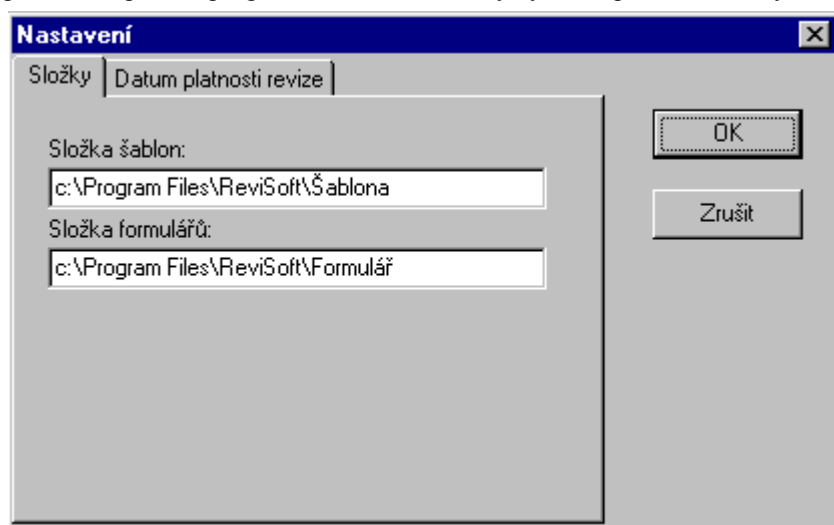 Nastavení
Složky
Datum platnosti revize
OK
Složka šablon:
c:\Program Files\ReviSoft\Šablona
Zrušit
Složka formulářů:
c:\Program Files\ReviSoft\Formulář